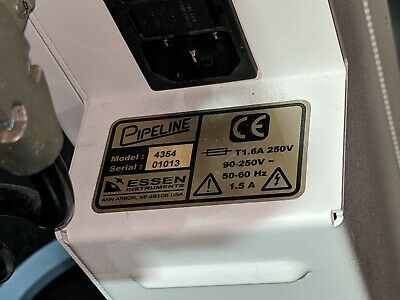 PIPELINE
Model : 4354
Serial : 01013
ESSEN
INSTRUMENTS
ANN ARBOR, MI 48108 USA
CE
T1.6A 250V
90-250V ~
50-60 Hz
1.5 A